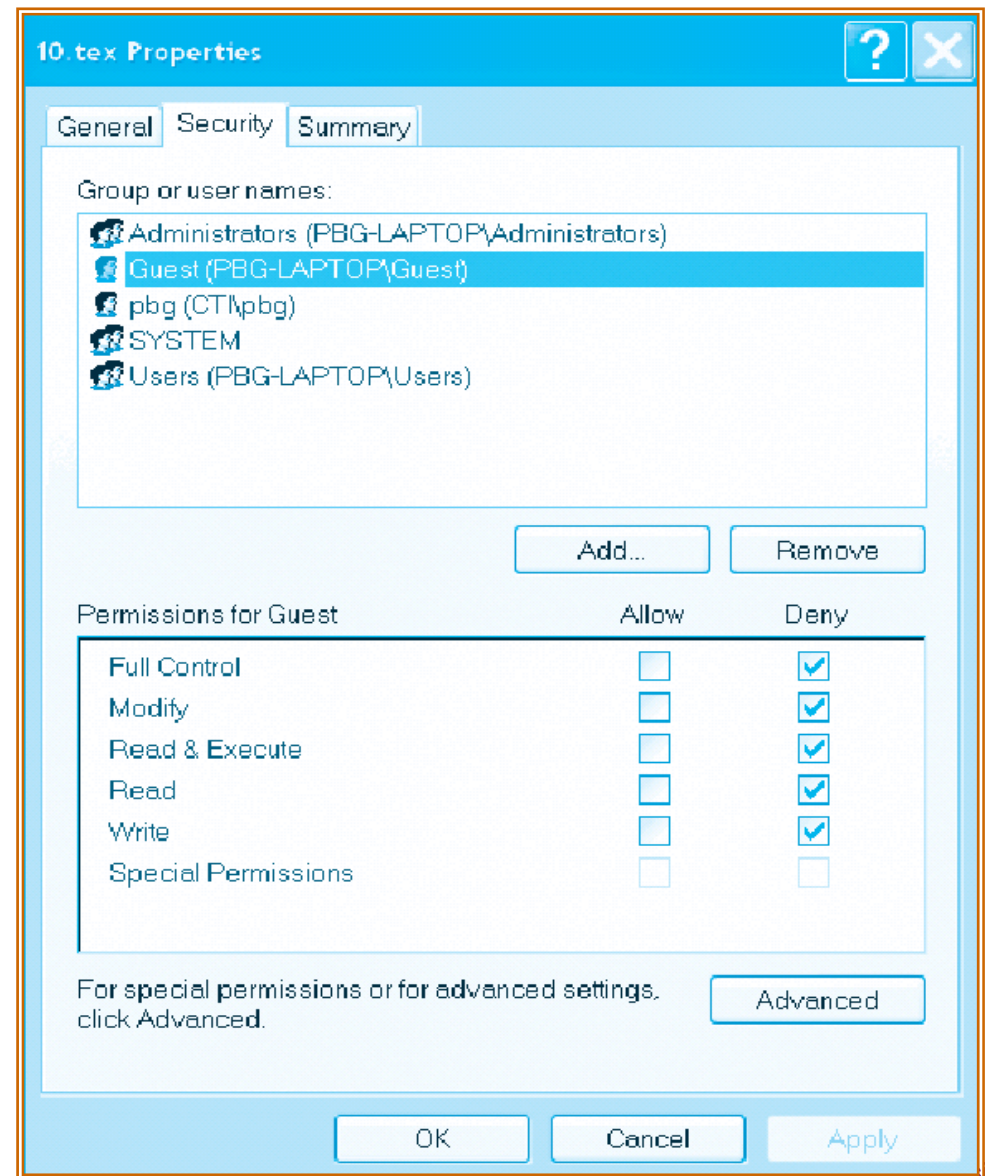 10.tex Properties
?
General Security Summary
Group or user names:
Administrators (PBG-LAPTOP\Administrators)
Guest (PBG-LAPTOP\Guest)
pbg (CTI\pbg)
SYSTEM
Users (PBG-LAPTOP\Users)
Add... Remove
Permissions for Guest Allow Deny
Full Control
Modify
Read & Execute
Read
Write
Special Permissions
For special permissions or for advanced settings,
click Advanced.
Advanced
OK Cancel Apply